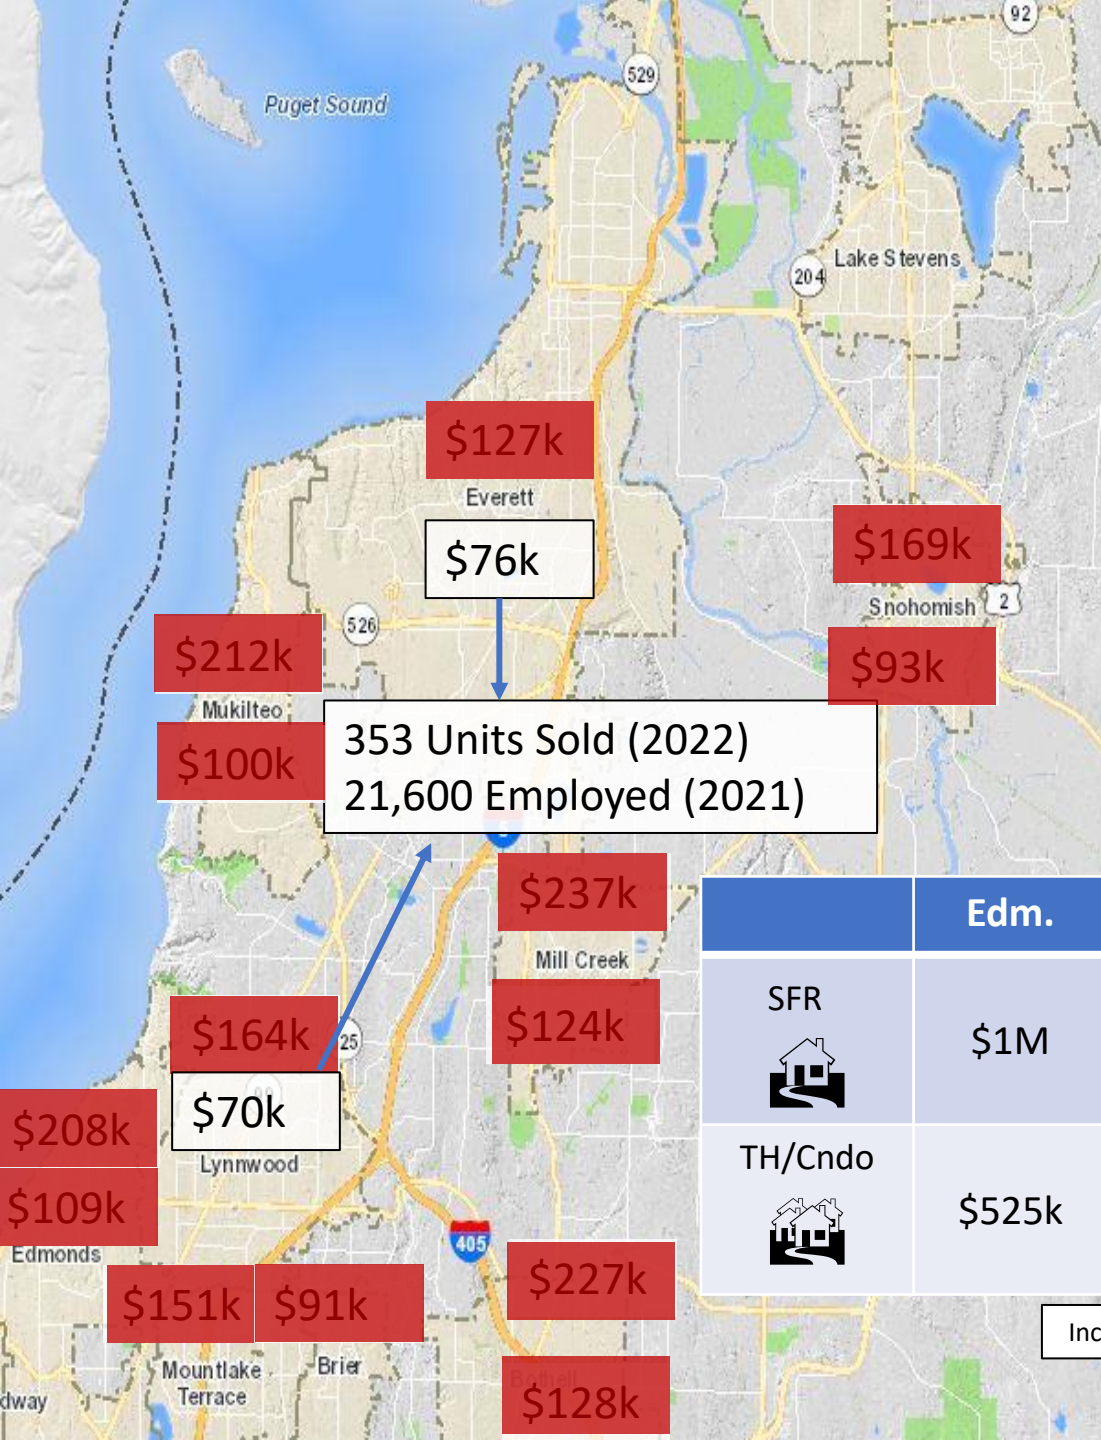 92
529
Puget Sound
Lake Stevens
204
$127k
Everett
$76k
$169k
Snohomish
2
$93k
526
$212k
Mukilteo
$100k
353 Units Sold (2022)
21,600 Employed (2021)
$237k
Mill Creek
$124k
Edm.
SFR
$1M
TH/Cndo
$525k
$164k
25
$70k
Lynnwood
$208k
$109k
Edmonds
405
$227k
$151k
$91k
Inc
Mountlake
Terrace
Brier
dway
Bothell
$128k